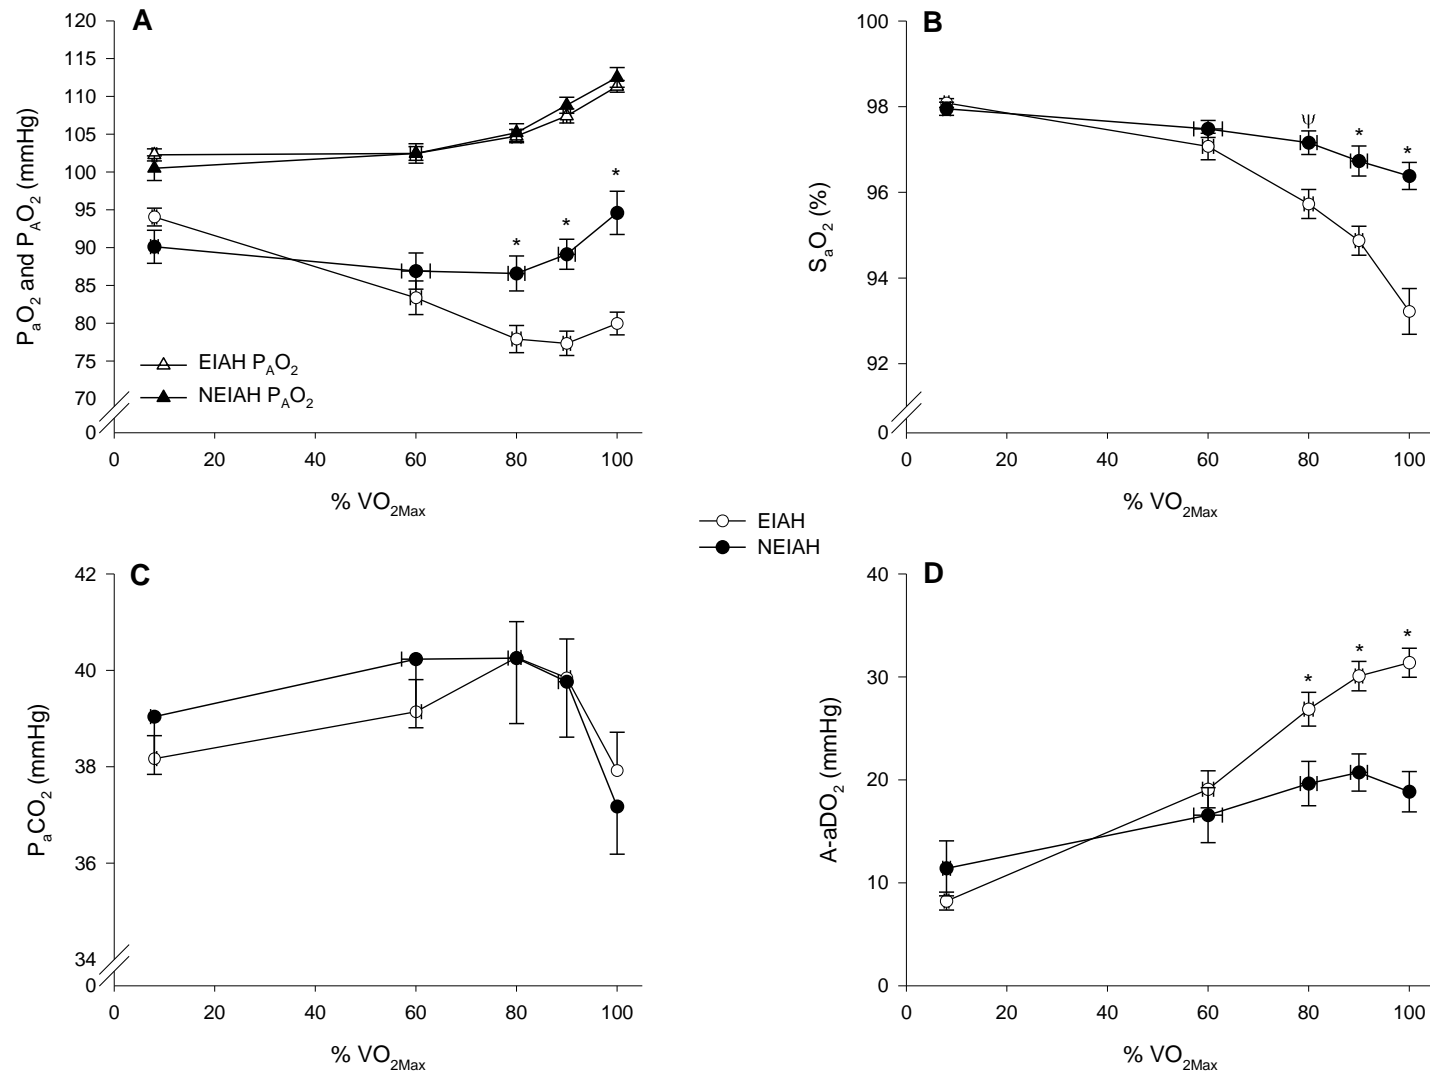 A
120
115
110
105
100
95
90
85
80
75
70
0
PaO2 and PAO2 (mmHg)
*
*
*
EIAH PAO2
NEIAH PAO2
0 20 40 60 80 100
% VO2Max
B
100
98
96
94
92
0
SaO2 (%)
Ψ
*
*
0 20 40 60 80 100
% VO2Max
EIAH
NEIAH
C
42
40
38
36
34
0
PaCO2 (mmHg)
0 20 40 60 80 100
% VO2Max
D
40
30
20
10
0
A-aDO2 (mmHg)
*
*
*
0 20 40 60 80 100
% VO2Max